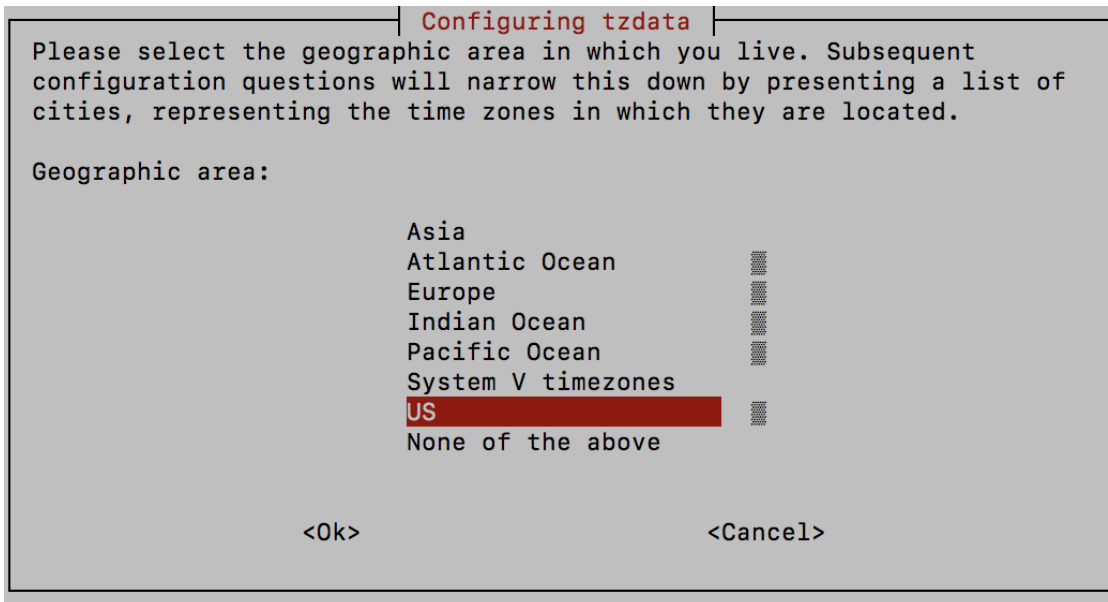 Configuring tzdata
Please select the geographic area in which you live. Subsequent
configuration questions will narrow this down by presenting a list of
cities, representing the time zones in which they are located.
Geographic area:
Asia
Atlantic Ocean
Europe
Indian Ocean
Pacific Ocean
System V timezones
US
None of the above
<Ok> <Cancel>